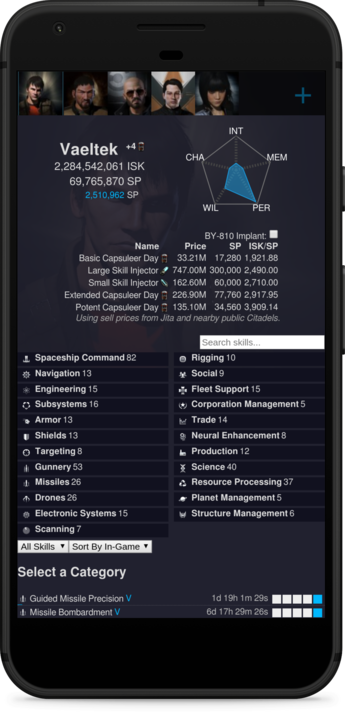 +
Vaeltek +4
2,284,542,061 ISK
69,765,820 SP
2,510,962 SP
INT
CHA
MEM
WIL
PER
BY-810 Implant:
Name Price SP ISK/SP
Basic Capsuleer Day 33.21M 17,280 1,921.88
Large Skill Injector 747.00M 300,000 2,490.00
Small Skill Injector 162.60M 60,000 2,710.00
Extended Capsuleer Day 226.90M 77,760 2,917.95
Potent Capsuleer Day 135.10M 34,560 3,909.14
Using sell prices from Jita and nearby public Citadels.
Search skills...
Spaceship Command 82
Rigging 10
Navigation 13
Social 9
Engineering 15
Fleet Support 15
Subsystems 16
Corporation Management 5
Armor 13
Trade 14
Shields 13
Neural Enhancement 8
Targeting 8
Production 12
Gunnery 53
Science 40
Missiles 26
Resource Processing 37
Drones 26
Planet Management 5
Electronic Systems 15
Structure Management 6
Scanning 7
All Skills
Sort By In-Game
Select a Category
Guided Missile Precision V 1d 19h 1m 29s
Missile Bombardment V 6d 17h 29m 26s